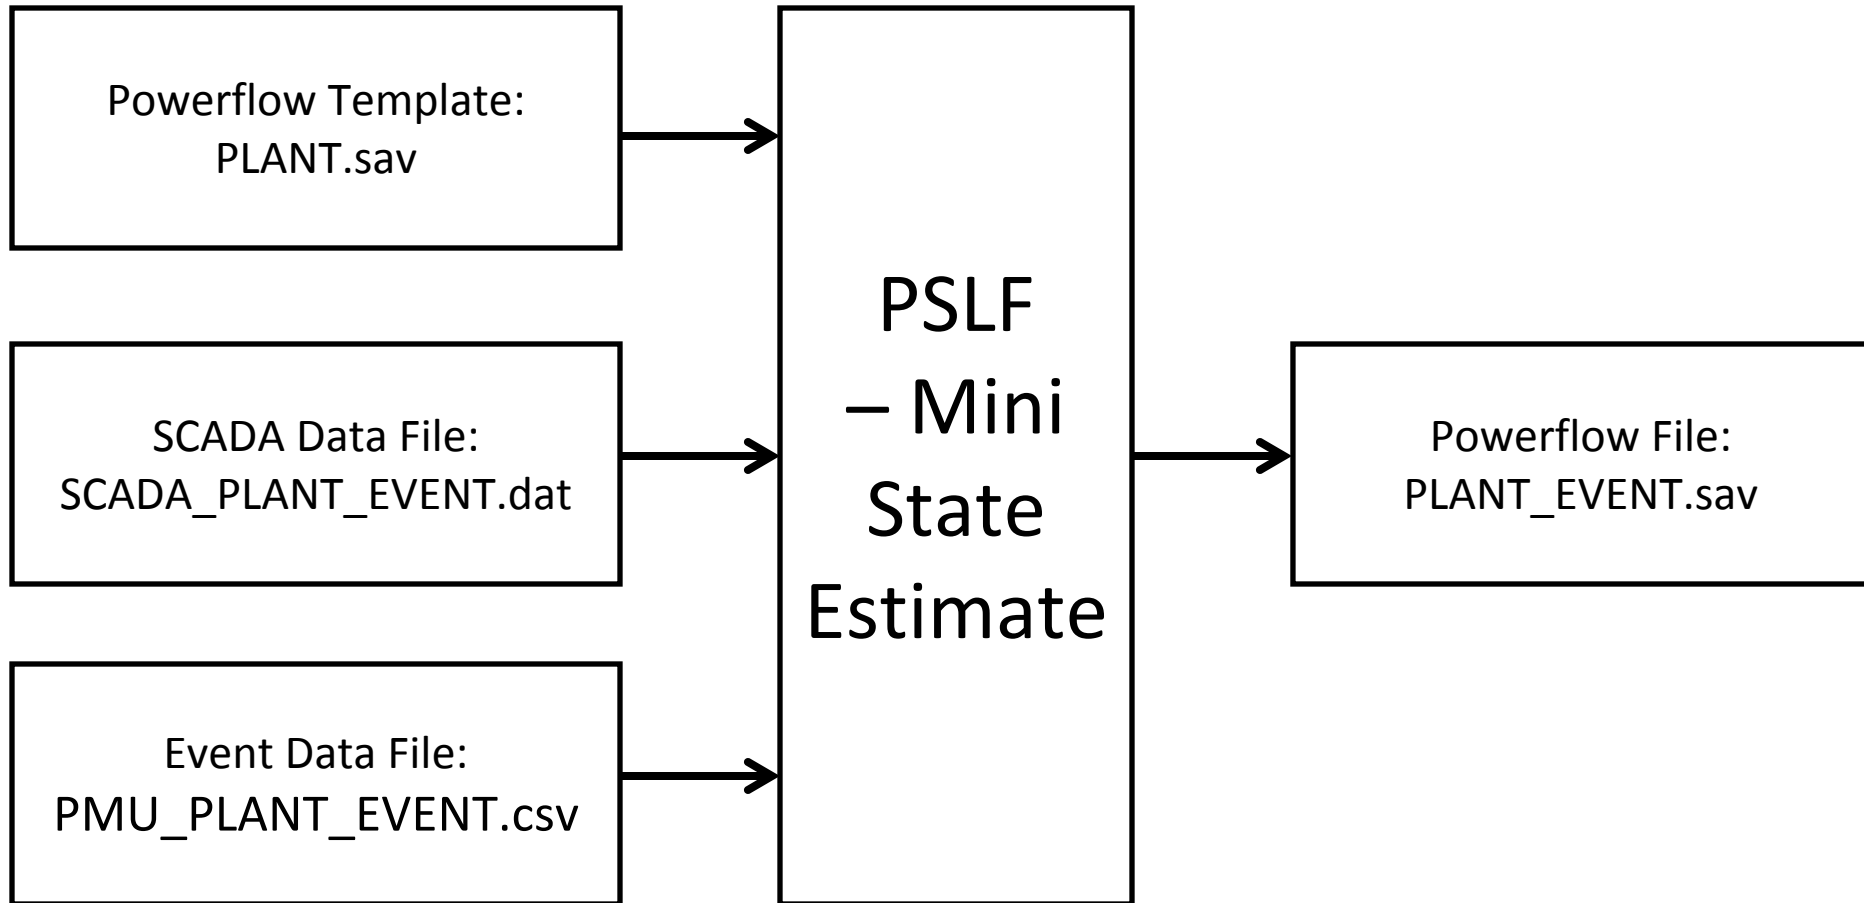 Powerflow Template:
PLANT.sav
SCADA Data File:
SCADA_PLANT_EVENT.dat
Event Data File:
PMU_PLANT_EVENT.csv
PSLF
– Mini
State
Estimate
Powerflow File:
PLANT_EVENT.sav